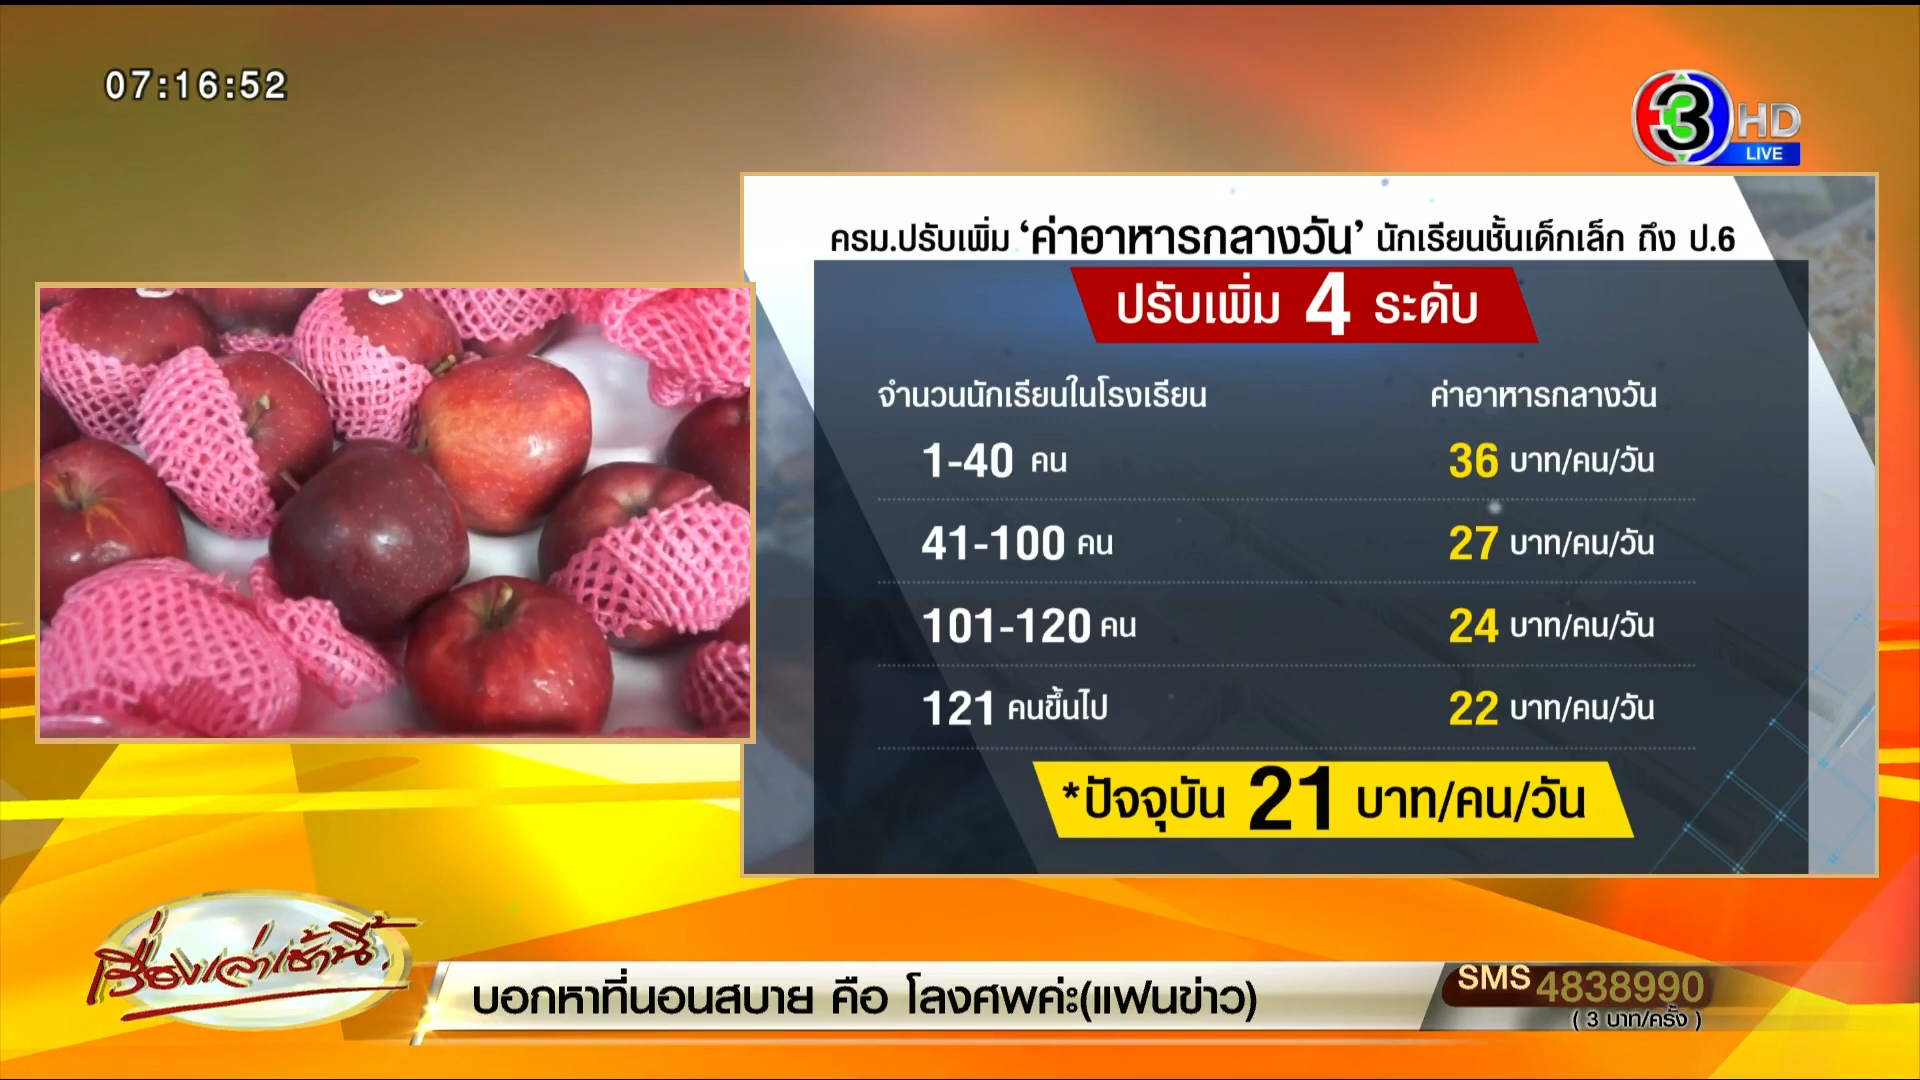 07:16:52
3 HD
LIVE
ครม.ปรับเพิ่ม ‘ค่าอาหารกลางวัน’ นักเรียนชั้นเด็กเล็ก ถึง ป.6
ปรับเพิ่ม 4 ระดับ
จำนวนนักเรียนในโรงเรียน ค่าอาหารกลางวัน
1-40 คน 36 บาท/คน/วัน
41-100 คน 27 บาท/คน/วัน
101-120 คน 24 บาท/คน/วัน
121 คนขึ้นไป 22 บาท/คน/วัน
*ปัจจุบัน 21 บาท/คน/วัน
เรื่องเล่าเช้านี้
บอกหาที่นอนสบาย คือ โลงศพค่ะ(แฟนข่าว)
SMS 4838990
( 3 บาท/ครั้ง )